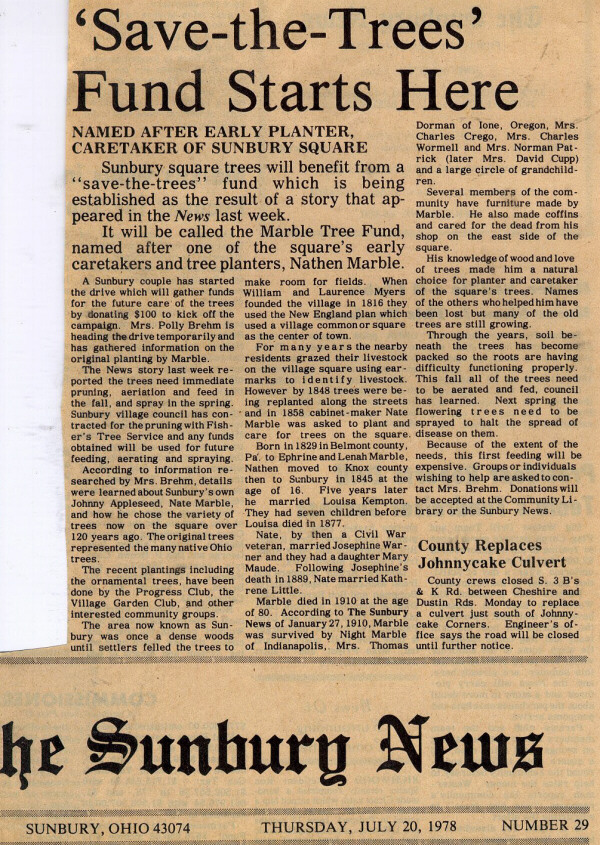 'Save-the-Trees'
Fund Starts Here
NAMED AFTER EARLY PLANTER,
CARETAKER OF SUNBURY SQUARE
Sunbury square trees will benefit from a
"save-the-trees" fund which is being
established as the result of a story that ap-
peared in the News last week.
It will be called the Marble Tree Fund,
named after one of the square's early
caretakers and tree planters, Nathen Marble.
A Sunbury couple has started
the drive which will gather funds
for the future care of the trees
by donating $100 to kick off the
campaign. Mrs. Polly Brehm is
heading the drive temporarily and
has gathered information on the
original planting by Marble.
The News story last week re-
ported the trees need immediate
pruning, aeration and feed in
the fall, and spray in the spring.
Sunbury village council has con-
tracted for the pruning with Fish-
er's Tree Service and any funds
obtained will be used for future
feeding, aerating and spraying.
According to information re-
searched by Mrs. Brehm, details
were learned about Sunbury's own
Johnny Appleseed, Nate Marble,
and how he chose the variety of
trees now on the square over
120 years ago. The original trees
represented the many native Ohio
trees.
The recent plantings including
the ornamental trees, have been
done by the Progress Club, the
Village Garden Club, and other
interested community groups.
The area now known as Sun-
bury was once a dense woods
until settlers felled the trees to
make room for fields. When
William and Laurence Myers
founded the village in 1816 they
used the New England plan which
used a village common or square
as the center of town.
For many years the nearby
residents grazed their livestock
on the village square using ear-
marks to identify livestock.
However by 1848 trees were be-
ing replanted along the streets
and in 1858 cabinet-maker Nate
Marble was asked to plant and
care for trees on the square.
Born in 1829 in Belmont county,
Pa. to Ephrine and Lenah Marble,
Nathen moved to Knox county
then to Sunbury in 1845 at the
age of 16. Five years later
he married Louisa Kempton.
They had seven children before
Louisa died in 1877.
Nate, by then a Civil War
veteran, married Josephine War-
ner and they had a daughter Mary
Maude. Following Josephine's
death in 1889, Nate married Kath-
rene Little.
Marble died in 1910 at the age
of 80. According to The Sunbury
News of January 27, 1910, Marble
was survived by Night Marble
of Indianapolis, Mrs. Thomas
Dorman of Ione, Oregon, Mrs.
Charles Crego, Mrs. Charles
Wormell and Mrs. Norman Pat-
rick (later Mrs. David Cupp)
and a large circle of grandchild-
ren.
Several members of the com-
munity have furniture made by
Marble. He also made coffins
and cared for the dead from his
shop on the east side of the
square.
His knowledge of wood and love
of trees made him a natural
choice for planter and caretaker
of the square's trees. Names
of the others who helped him have
been lost but many of the old
trees are still growing.
Through the years, soil be-
neath the trees has become
packed so the roots are having
difficulty functioning properly.
This fall all of the trees need
to be aerated and fed, council
has learned. Next spring the
flowering trees need to be
sprayed to halt the spread of
disease on them.
Because of the extent of the
needs, this first feeding will be
expensive. Groups or individuals
wishing to help are asked to con-
tact Mrs. Brehm. Donations will
be accepted at the Community Li-
brary or the Sunbury News.
County Replaces
Johnnycake Culvert
County crews closed S. 3 B's
& K Rd. between Cheshire and
Dustin Rds. Monday to replace
a culvert just south of Johnny-
cake Corners. Engineer's of-
fice says the road will be closed
until further notice.
he Sunbury News
SUNBURY, OHIO 43074 THURSDAY, JULY 20, 1978 NUMBER 29